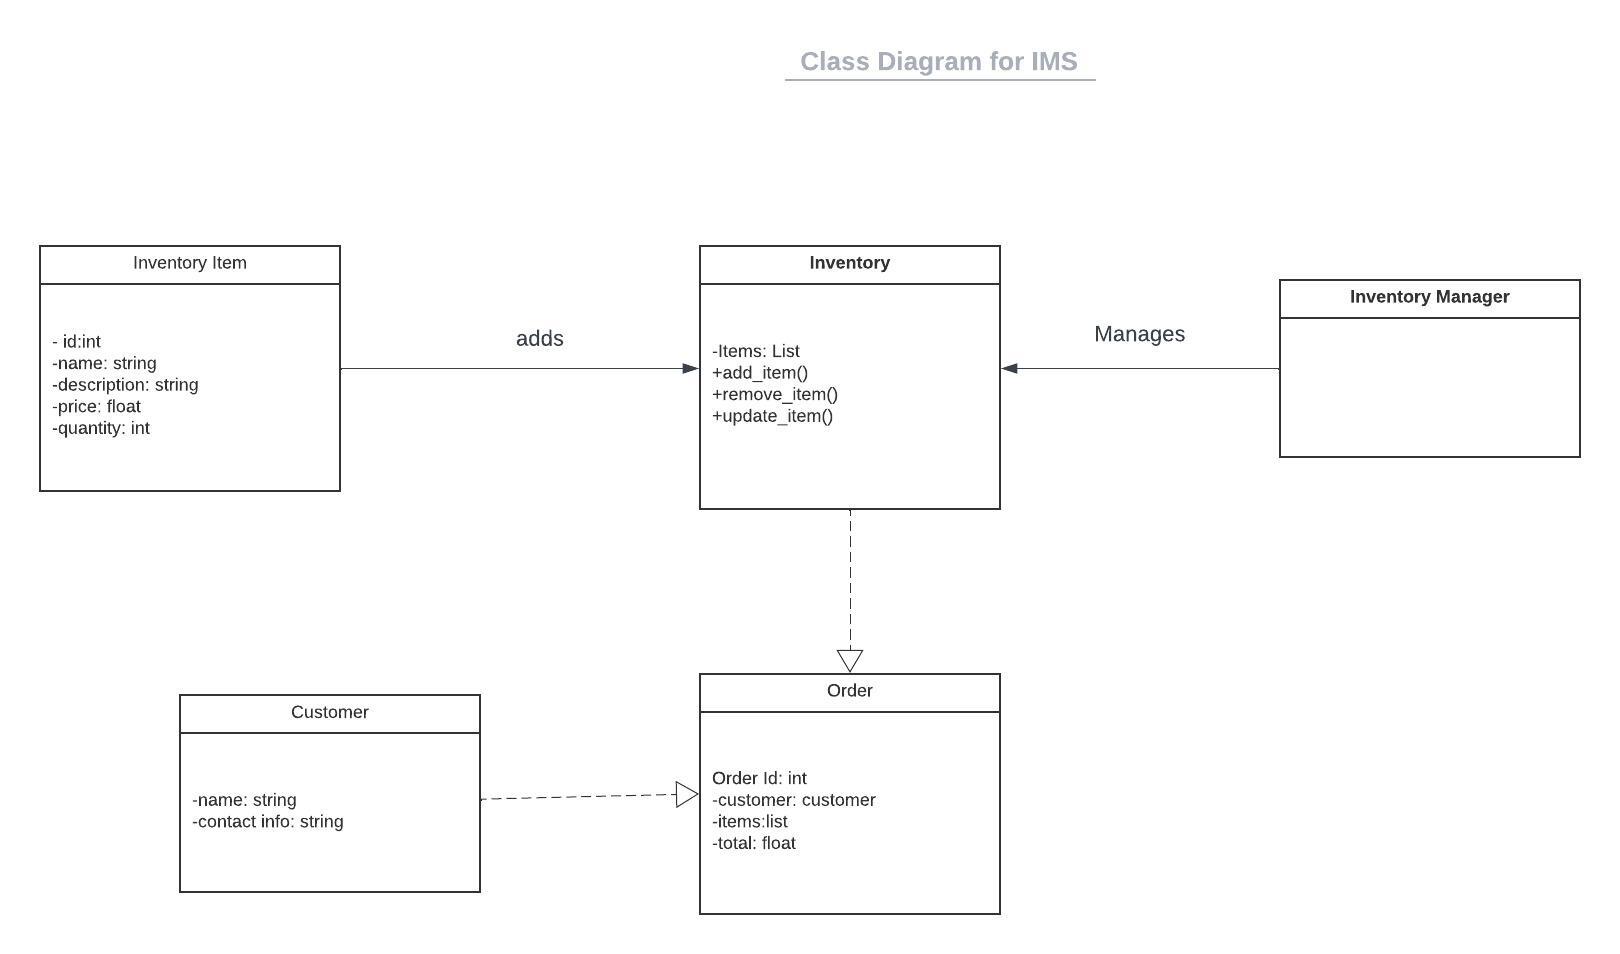 Class Diagram for IMS
Inventory Item
- id:int
-name: string
-description: string
-price: float
-quantity: int
adds
Inventory
-Items: List
+add_item()
+remove_item()
+update_item()
Manages
Inventory Manager
Customer
-name: string
-contact info: string
Order
Order Id: int
-customer: customer
-items:list
-total: float